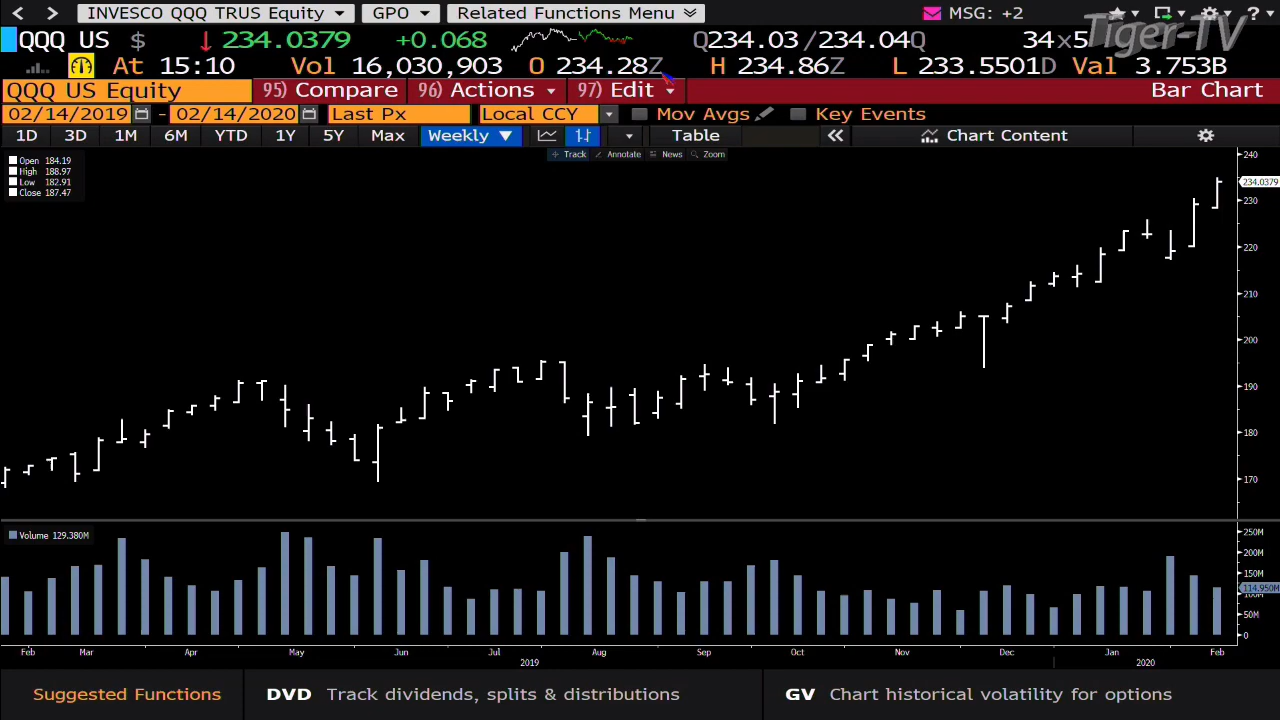 INVESCO QQQ TRUS Equity GPO Related Functions Menu MSG: +2
Tiger-TV
QQQ US $ ↓ 234.0379 +0.068 Q234.03 / 234.04Q 34x5
At 15:10 Vol 16,030,903 O 234.28Z H 234.86Z L 233.5501D Val 3.753B
QQQ US Equity 95) Compare 96) Actions 97) Edit Bar Chart
02/14/2019 - 02/14/2020 Last Px Local CCY Mov Avgs Key Events
1D 3D 1M 6M YTD 1Y 5Y Max Weekly ▼ Table « Chart Content
Track Annotate News Zoom
Open 184.19
High 188.97
Low 182.91
Close 187.47
240
234.0379
230
220
210
200
190
180
170
Volume 129.380M
250M
200M
150M
114.950M
100M
50M
0
Feb Mar Apr May Jun Jul Aug Sep Oct Nov Dec Jan Feb
2019 2020
Suggested Functions DVD Track dividends, splits & distributions GV Chart historical volatility for options